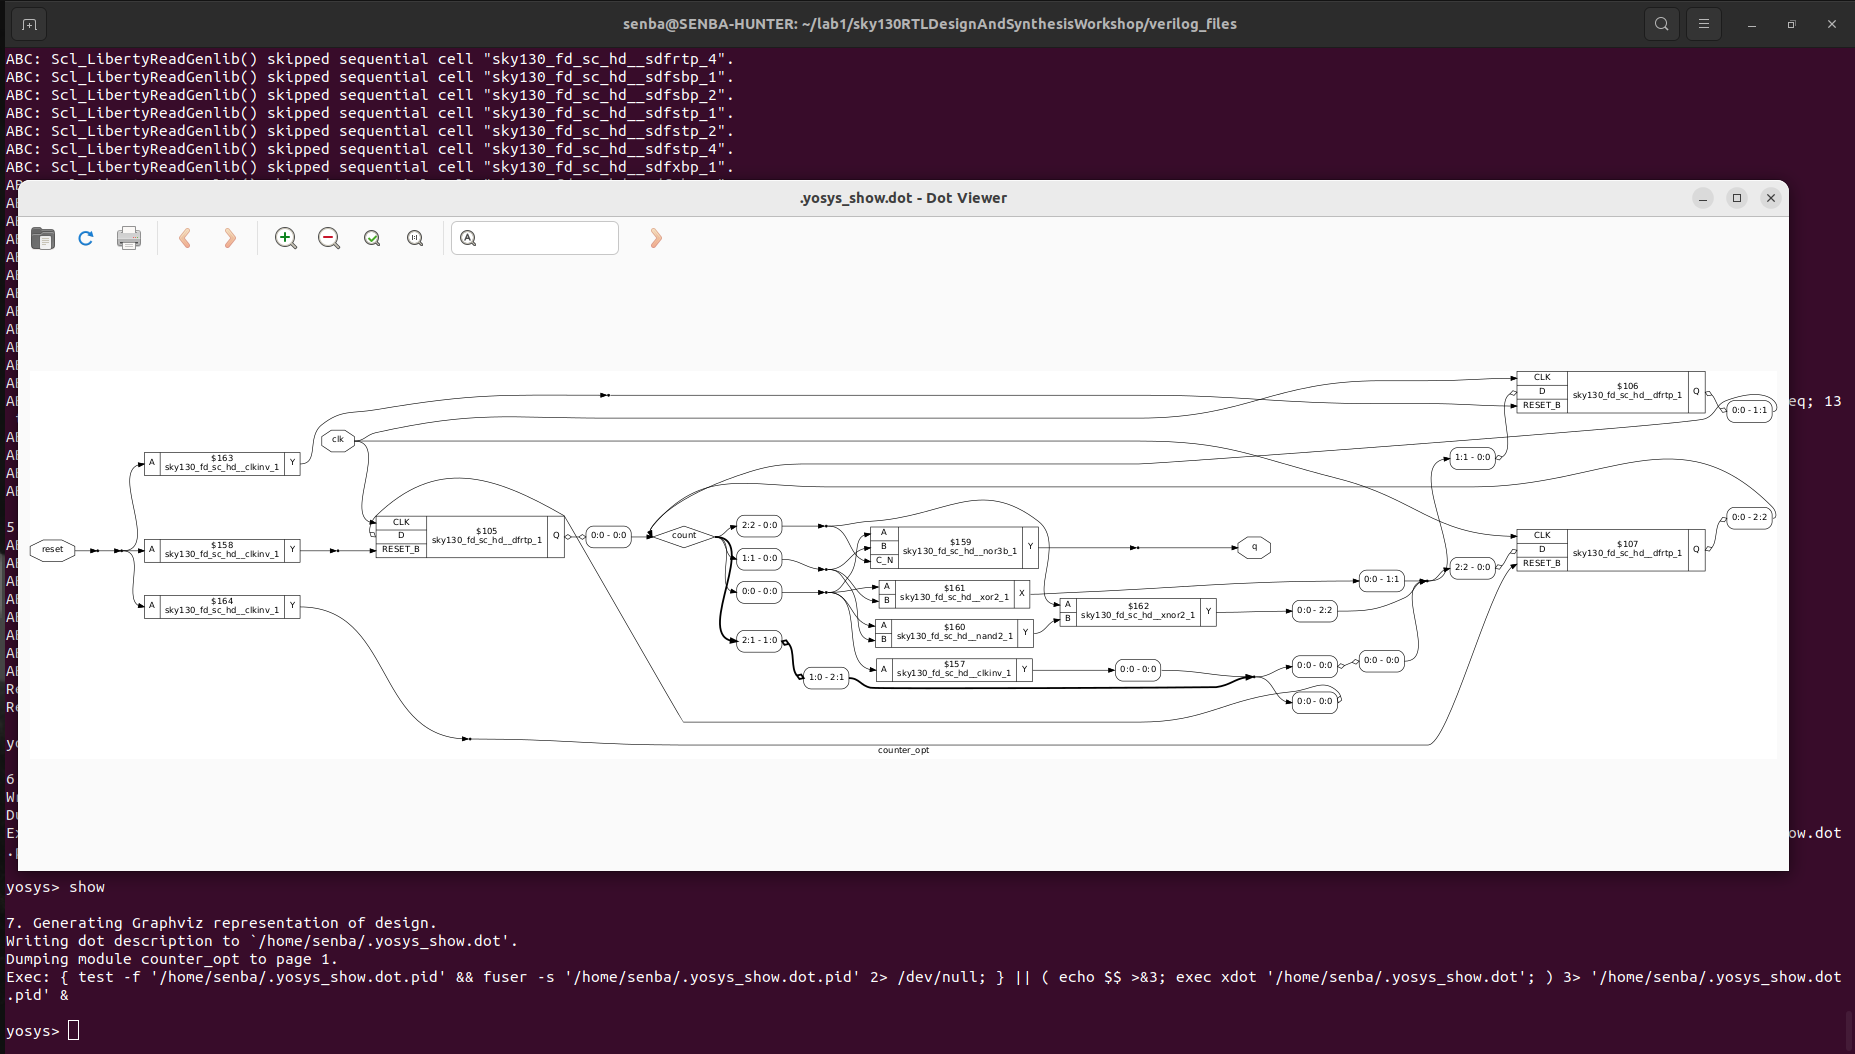 senba@SENBA-HUNTER: ~/lab1/sky130RTLDesignAndSynthesisWorkshop/verilog_files
ABC: Scl_LibertyReadGenlib() skipped sequential cell "sky130_fd_sc_hd__sdfrtp_4".
ABC: Scl_LibertyReadGenlib() skipped sequential cell "sky130_fd_sc_hd__sdfsbp_1".
ABC: Scl_LibertyReadGenlib() skipped sequential cell "sky130_fd_sc_hd__sdfsbp_2".
ABC: Scl_LibertyReadGenlib() skipped sequential cell "sky130_fd_sc_hd__sdfstp_1".
ABC: Scl_LibertyReadGenlib() skipped sequential cell "sky130_fd_sc_hd__sdfstp_2".
ABC: Scl_LibertyReadGenlib() skipped sequential cell "sky130_fd_sc_hd__sdfstp_4".
ABC: Scl_LibertyReadGenlib() skipped sequential cell "sky130_fd_sc_hd__sdfxbp_1".
.yosys_show.dot - Dot Viewer
eq; 13
5
6
ow.dot
reset
A
$163
sky130_fd_sc_hd__clkinv_1
Y
A
$158
sky130_fd_sc_hd__clkinv_1
Y
A
$164
sky130_fd_sc_hd__clkinv_1
Y
clk
CLK
D
RESET_B
$105
sky130_fd_sc_hd__dfrtp_1
Q
0:0 - 0:0
count
2:2 - 0:0
1:1 - 0:0
0:0 - 0:0
2:1 - 1:0
1:0 - 2:1
A
B
C_N
$159
sky130_fd_sc_hd__nor3b_1
Y
A
B
$161
sky130_fd_sc_hd__xor2_1
X
A
B
$160
sky130_fd_sc_hd__nand2_1
Y
A
$157
sky130_fd_sc_hd__clkinv_1
Y
A
B
$162
sky130_fd_sc_hd__xnor2_1
Y
0:0 - 0:0
q
0:0 - 2:2
0:0 - 0:0
0:0 - 0:0
0:0 - 1:1
0:0 - 0:0
1:1 - 0:0
2:2 - 0:0
CLK
D
RESET_B
$106
sky130_fd_sc_hd__dfrtp_1
Q
0:0 - 1:1
CLK
D
RESET_B
$107
sky130_fd_sc_hd__dfrtp_1
Q
0:0 - 2:2
counter_opt
yosys> show
7. Generating Graphviz representation of design.
Writing dot description to `/home/senba/.yosys_show.dot'.
Dumping module counter_opt to page 1.
Exec: { test -f '/home/senba/.yosys_show.dot.pid' && fuser -s '/home/senba/.yosys_show.dot.pid' 2> /dev/null; } || ( echo $$ >&3; exec xdot '/home/senba/.yosys_show.dot'; ) 3> '/home/senba/.yosys_show.dot
.pid' &
yosys>